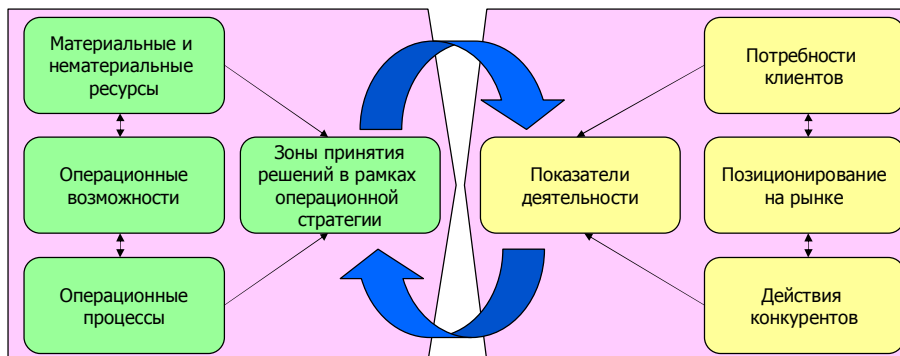 Материальные и
нематериальные
ресурсы
Операционные
возможности
Операционные
процессы
Зоны принятия
решений в рамках
операционной
стратегии
Показатели
деятельности
Потребности
клиентов
Позиционирование
на рынке
Действия
конкурентов